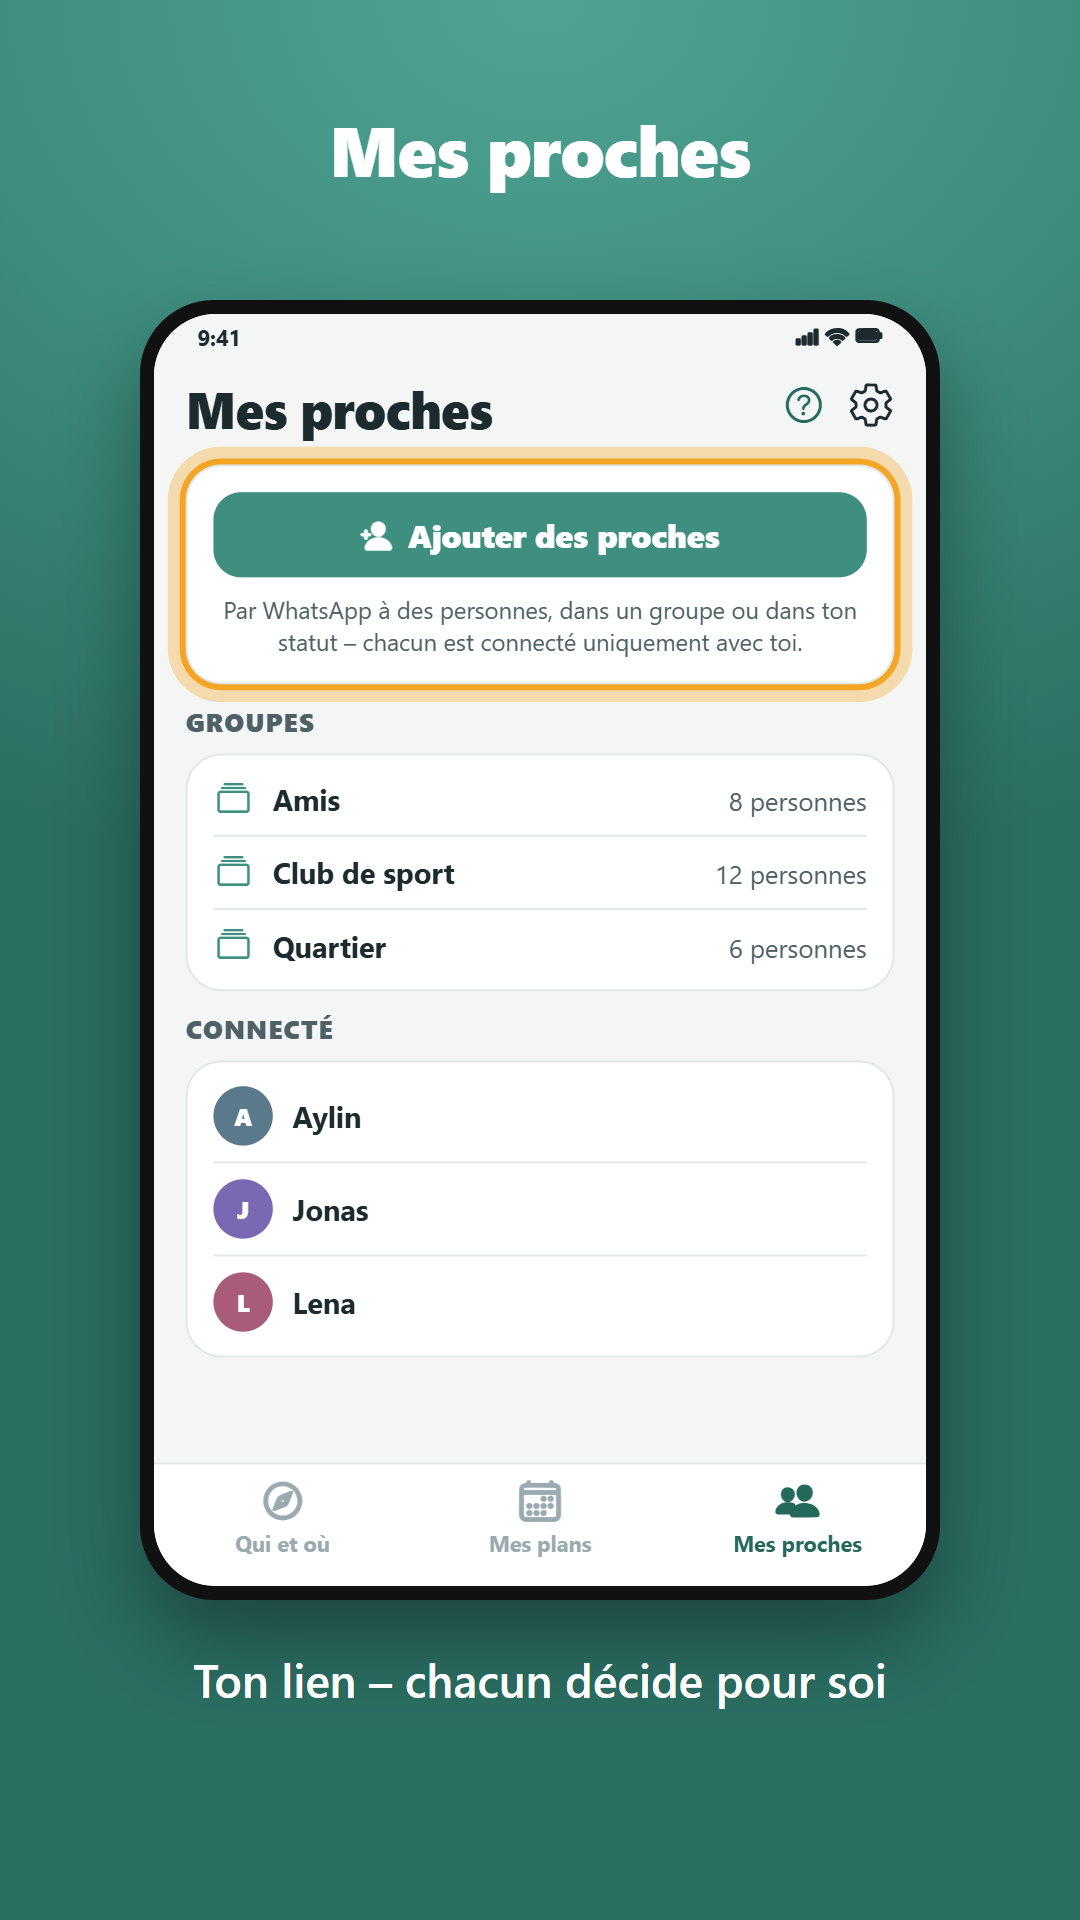 Mes proches
9:41
Mes proches
Ajouter des proches
Par WhatsApp à des personnes, dans un groupe ou dans ton
statut – chacun est connecté uniquement avec toi.
GROUPES
Amis
8 personnes
Club de sport
12 personnes
Quartier
6 personnes
CONNECTÉ
A
Aylin
J
Jonas
L
Lena
Qui et où
Mes plans
Mes proches
Ton lien – chacun décide pour soi